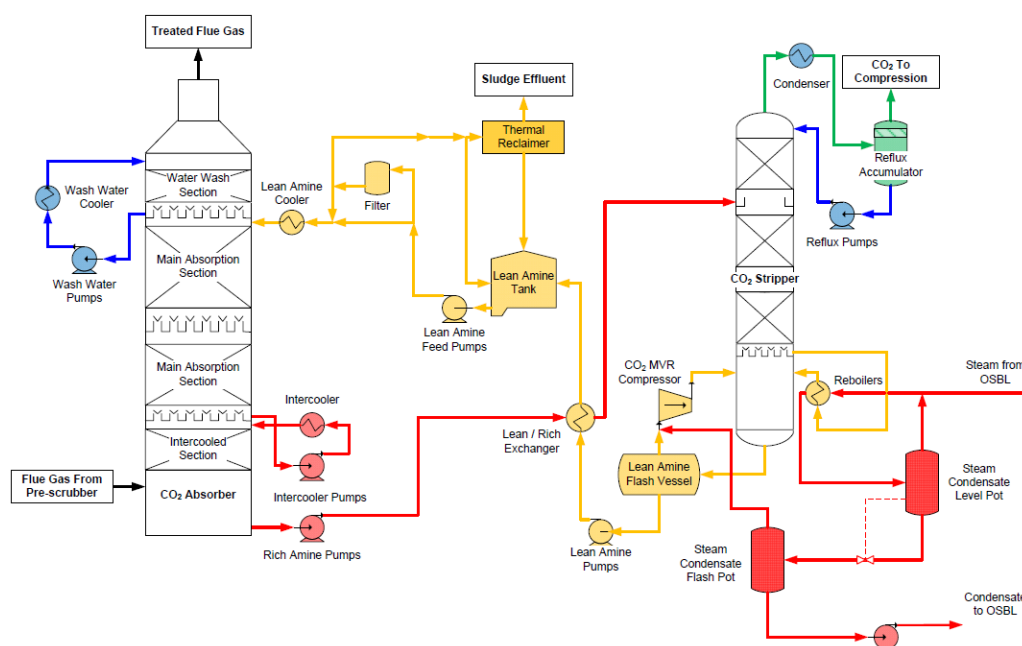 Treated Flue Gas
Sludge Effluent
Condenser
CO₂ To
Compression
Thermal
Reclaimer
Reflux
Accumulator
Wash Water
Cooler
Water Wash
Section
Lean Amine
Cooler
Filter
Reflux Pumps
Main Absorption
Section
Wash Water
Pumps
Lean Amine
Tank
CO₂ Stripper
Lean Amine
Feed Pumps
CO₂ MVR
Compressor
Reboilers
Steam from
OSBL
Main Absorption
Section
Intercooler
Lean / Rich
Exchanger
Intercooled
Section
Lean Amine
Flash Vessel
Steam
Condensate
Level Pot
Flue Gas From
Pre-scrubber
CO₂ Absorber
Intercooler Pumps
Rich Amine Pumps
Lean Amine
Pumps
Steam
Condensate
Flash Pot
Condensate
to OSBL